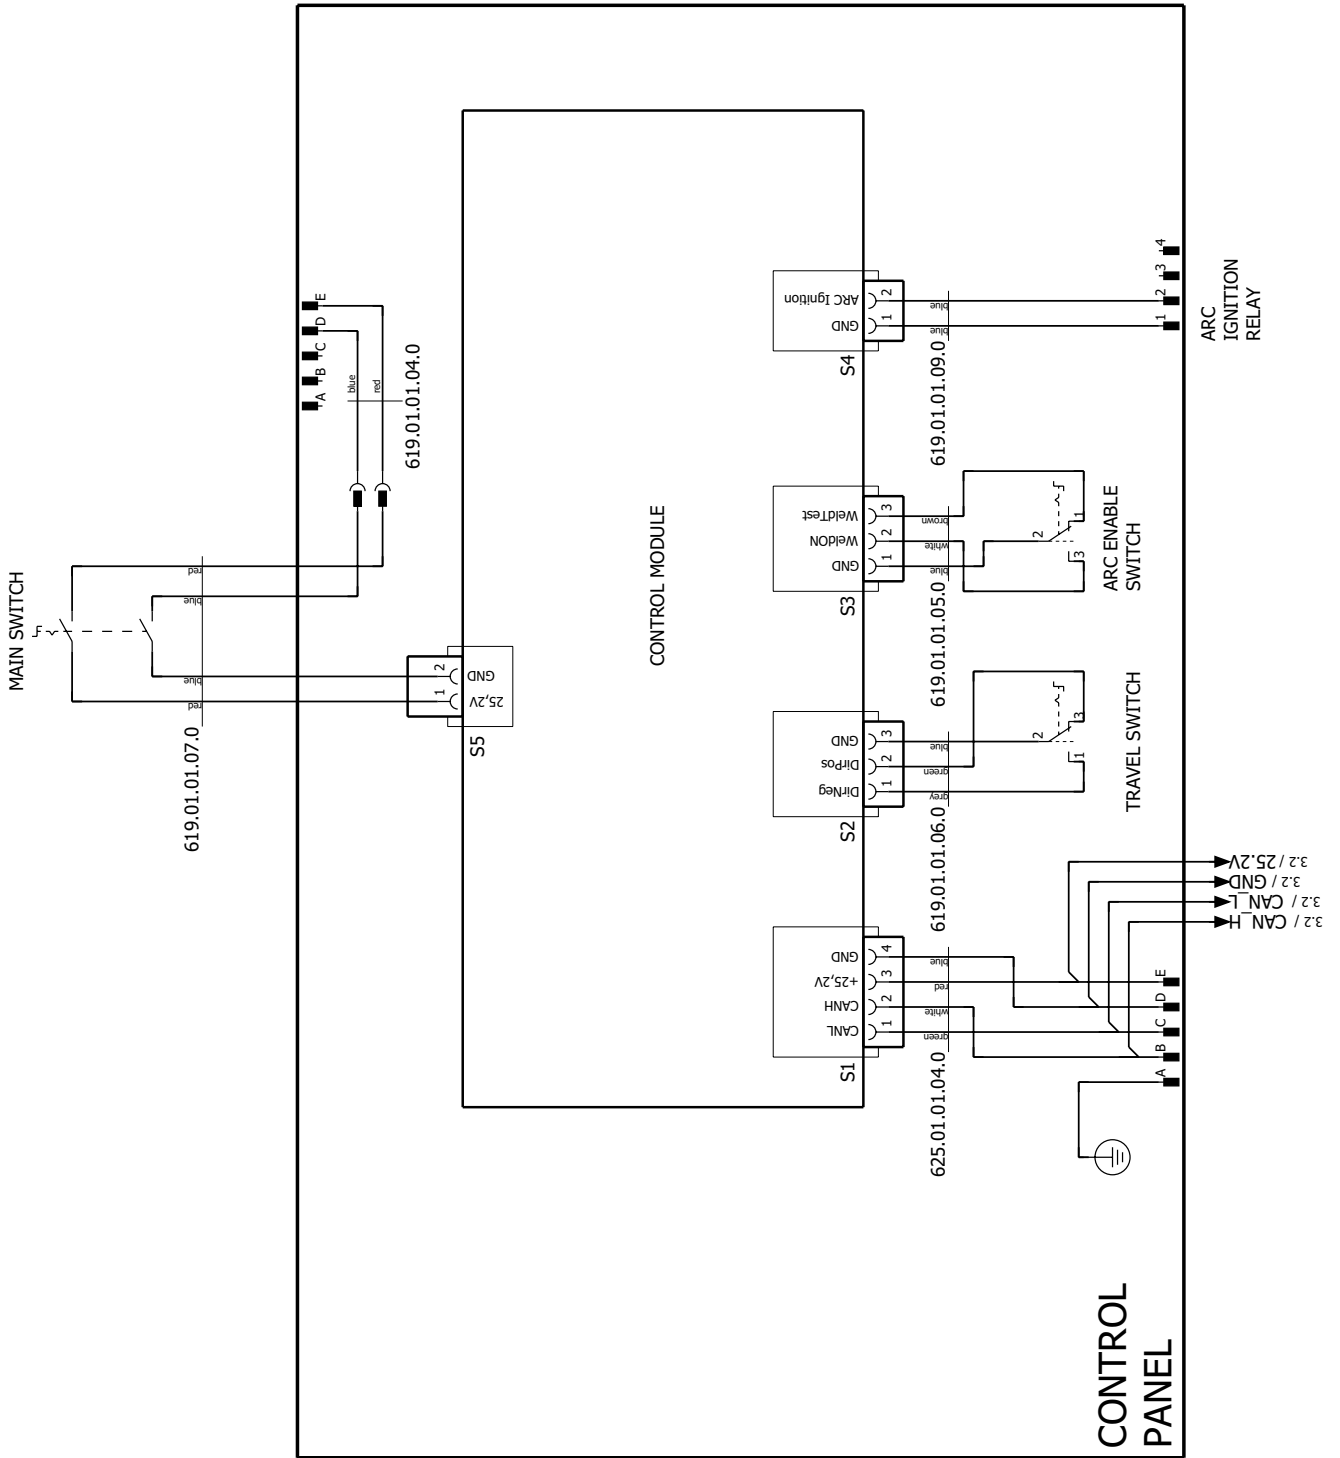 MAIN SWITCH
red
blue
blue
red
619.01.01.07.0
A
B
C
D
E
blue
red
619.01.01.04.0
S5
2
GND
1
25,2V
CONTROL MODULE
S4
ARC Ignition
2
GND
1
blue
blue
619.01.01.09.0
1
2
3
4
ARC
IGNITION
RELAY
S3
WeldTest
3
WeldON
2
GND
1
brown
white
blue
619.01.01.05.0
2
1
3
ARC ENABLE
SWITCH
S2
GND
3
DirPos
2
DirNeg
1
blue
green
grey
619.01.01.06.0
2
3
1
TRAVEL SWITCH
S1
GND
4
+25,2V
3
CANH
2
CANL
1
blue
red
white
green
625.01.01.04.0
3.2 / 25.2V
3.2 / GND
3.2 / CAN_L
3.2 / CAN_H
A
B
C
D
E
CONTROL
PANEL